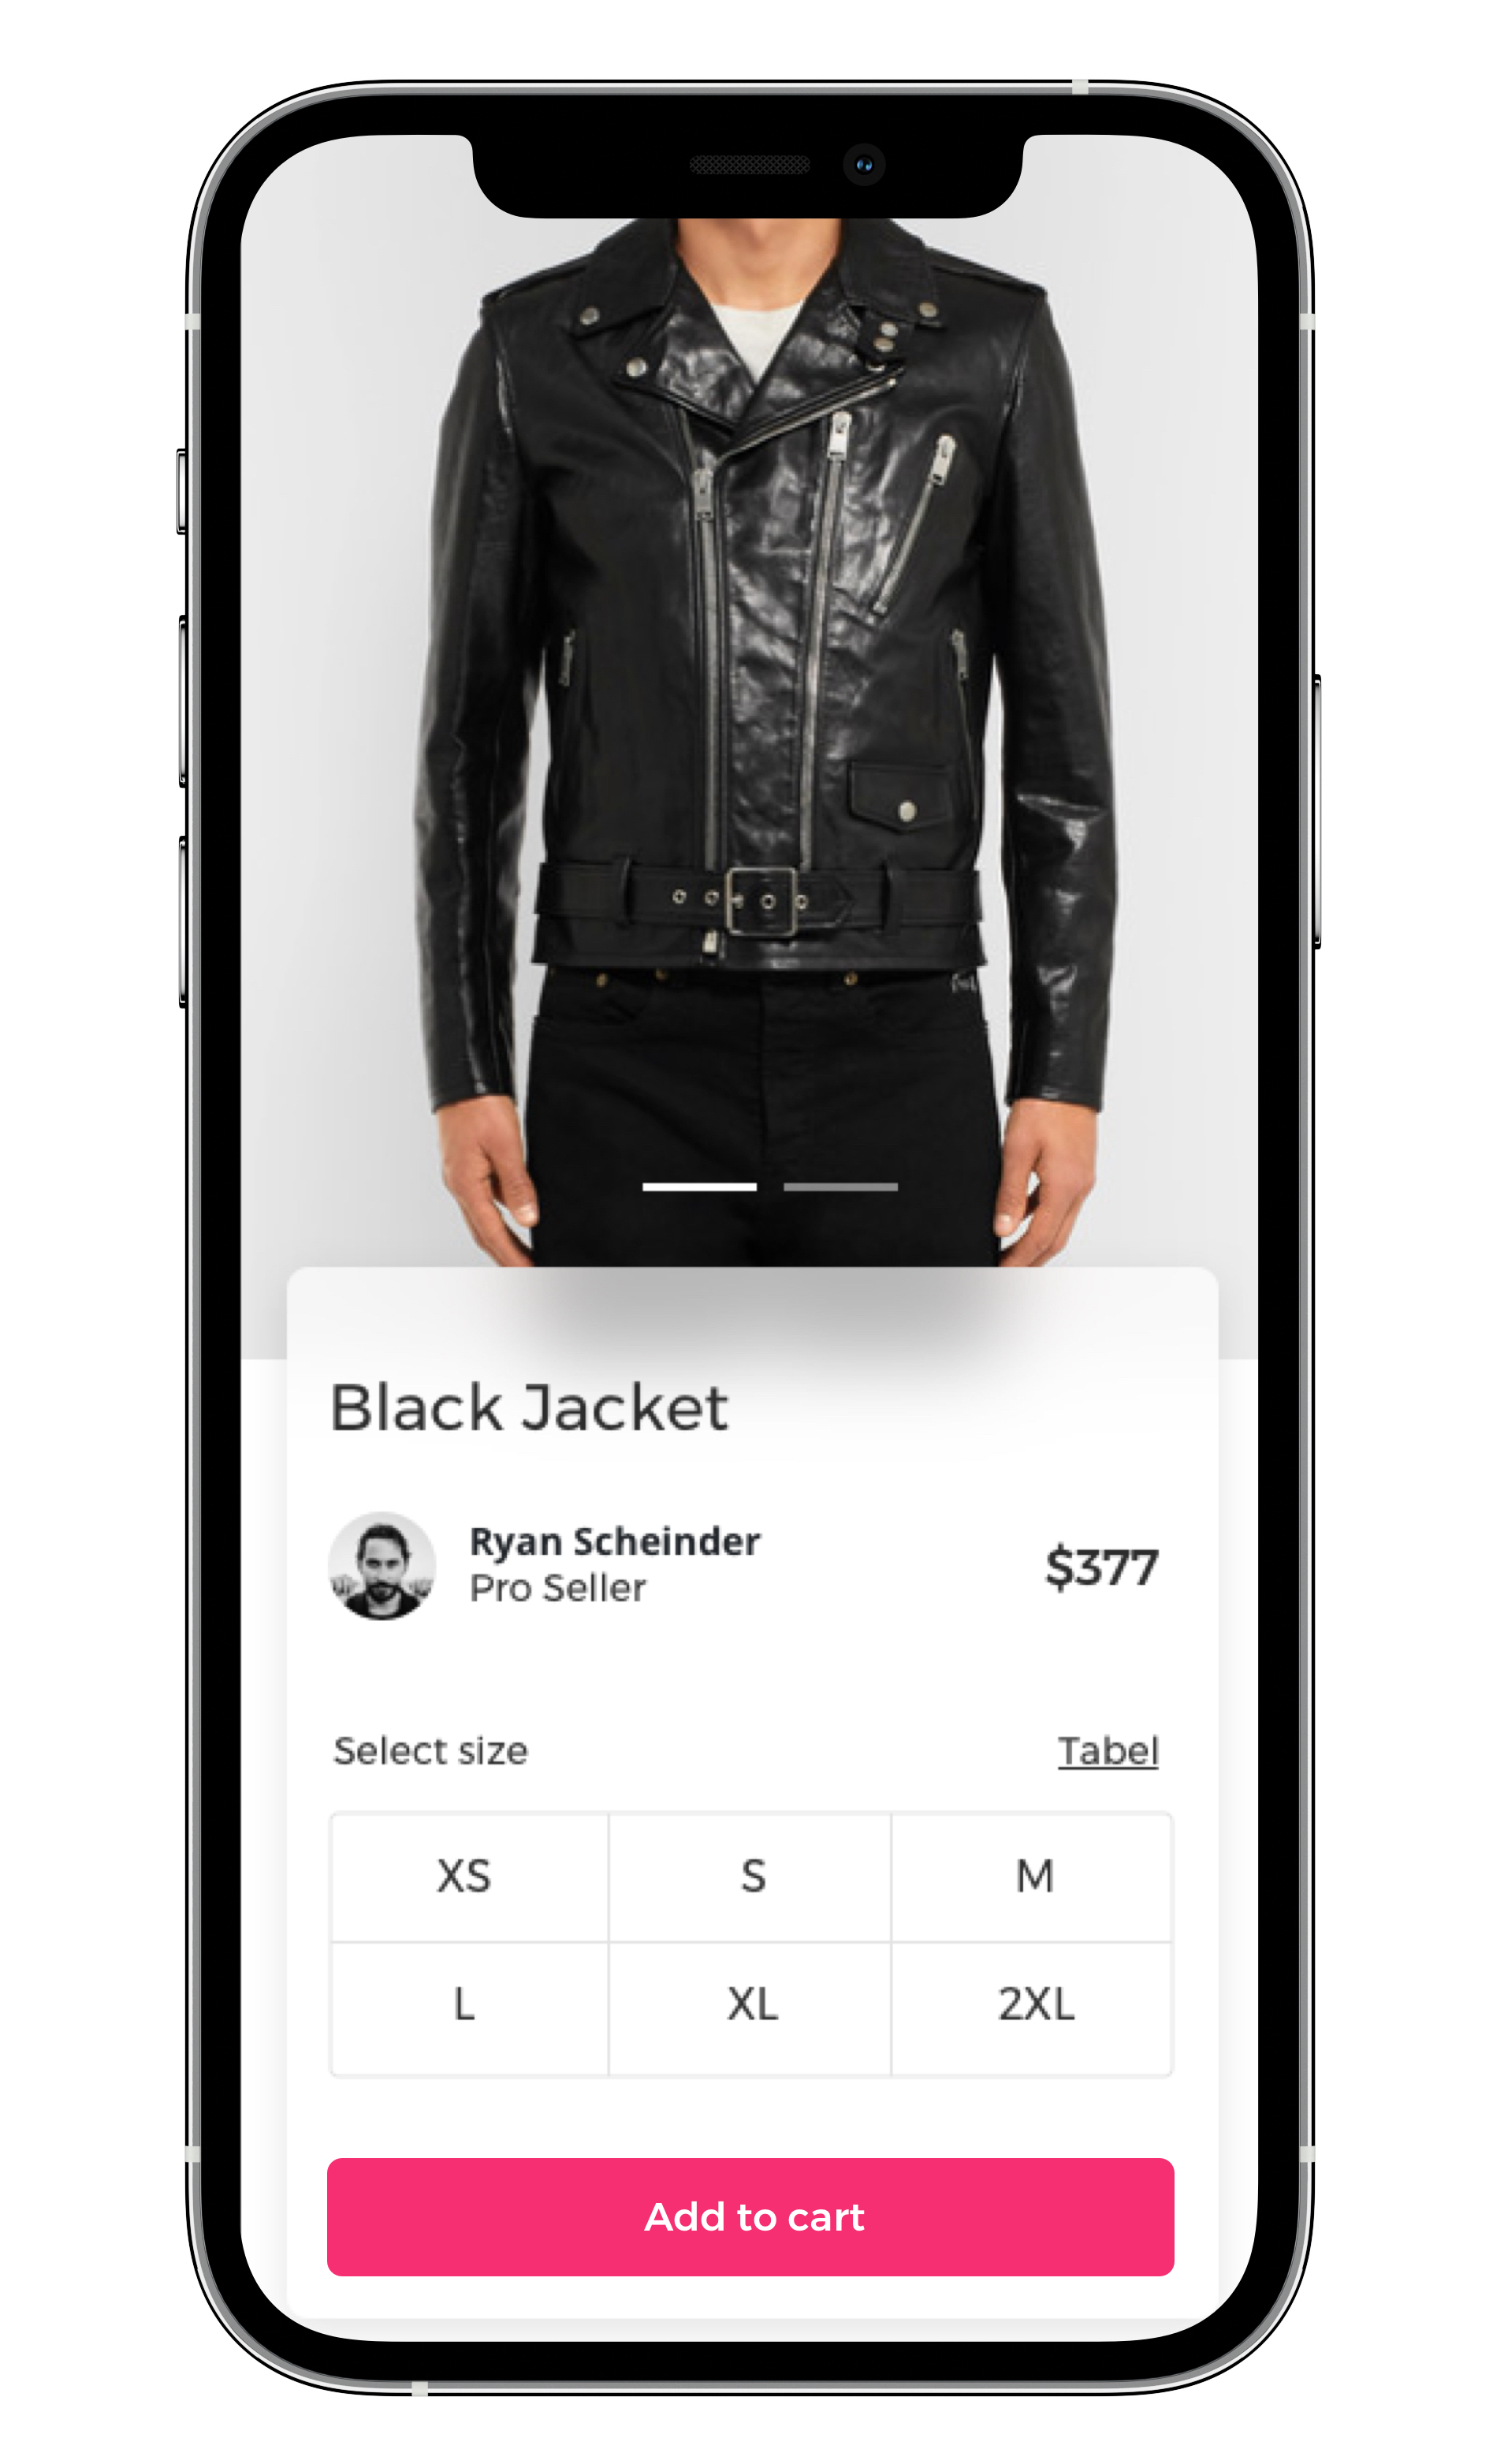 Black Jacket
Ryan Scheinder
Pro Seller
$377
Select size
Tabel
XS
S
M
L
XL
2XL
Add to cart